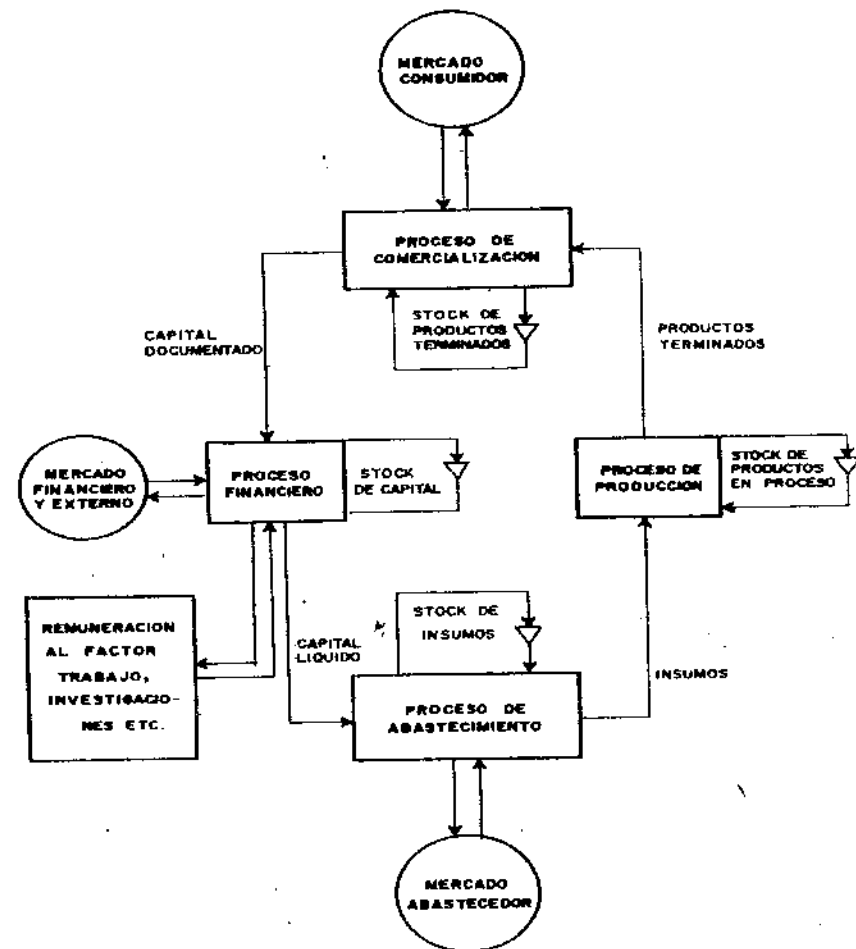 MERCADO
CONSUMIDOR
PROCESO DE
COMERCIALIZACION
STOCK DE
PRODUCTOS
TERMINADOS
CAPITAL
DOCUMENTADO
PRODUCTOS
TERMINADOS
MERCADO
FINANCIERO
Y EXTERNO
PROCESO
FINANCIERO
STOCK
DE CAPITAL
PROCESO DE
PRODUCCION
STOCK DE
PRODUCTOS
EN PROCESO
REMUNERACION
AL FACTOR
TRABAJO,
INVESTIGACIO-
NES ETC.
CAPITAL
LIQUIDO
STOCK DE
INSUMOS
INSUMOS
PROCESO DE
ABASTECIMIENTO
MERCADO
ABASTECEDOR